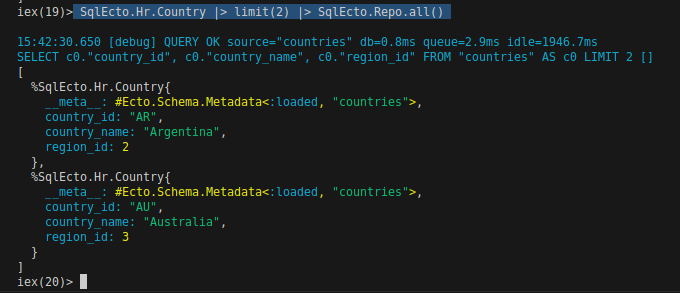 iex(19)> SqlEcto.Hr.Country |> limit(2) |> SqlEcto.Repo.all()
15:42:30.650 [debug] QUERY OK source="countries" db=0.8ms queue=2.9ms idle=1946.7ms
SELECT c0."country_id", c0."country_name", c0."region_id" FROM "countries" AS c0 LIMIT 2 []
[
  %SqlEcto.Hr.Country{
    __meta__: #Ecto.Schema.Metadata<:loaded, "countries">,
    country_id: "AR",
    country_name: "Argentina",
    region_id: 2
  },
  %SqlEcto.Hr.Country{
    __meta__: #Ecto.Schema.Metadata<:loaded, "countries">,
    country_id: "AU",
    country_name: "Australia",
    region_id: 3
  }
]
iex(20)>